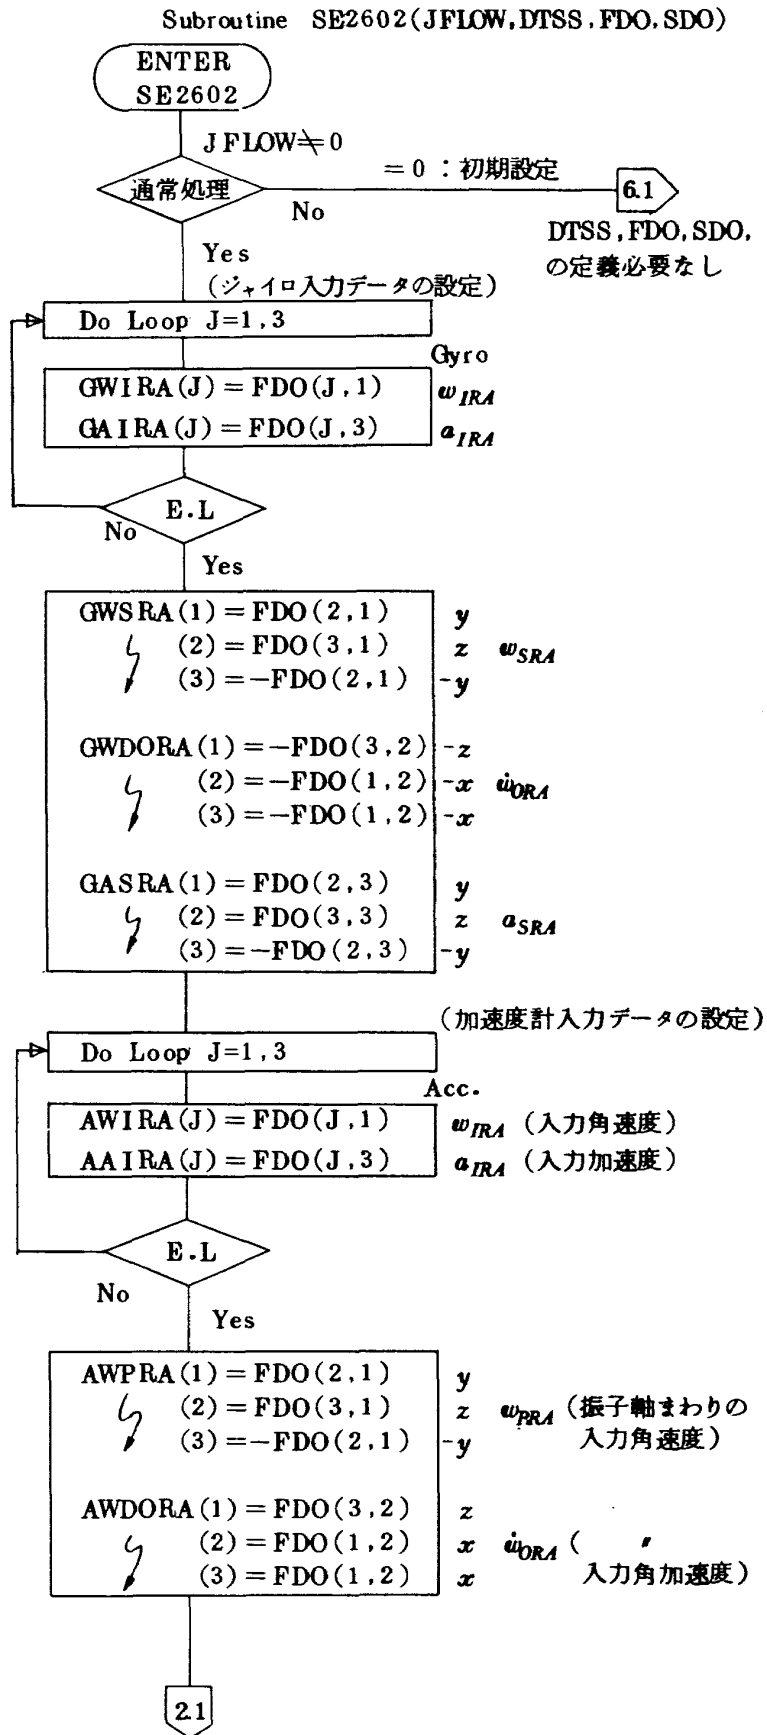 Subroutine SE2602(JFLOW,DTSS,FDO,SDO)
ENTER
SE2602
JFLOW≠0
=0：初期設定
通常処理
6.1
No
DTSS,FDO,SDO,
の定義必要なし
Yes
(ジャイロ入力データの設定)
Do Loop J=1,3
Gyro
GWIRA(J)=FDO(J,1) wIRA
GAIRA(J)=FDO(J,3) aIRA
E.L
No
Yes
GWSRA(1)=FDO(2,1) y
(2)=FDO(3,1) z wSRA
(3)=-FDO(2,1) -y
GWDORA(1)=-FDO(3,2) -z
(2)=-FDO(1,2) -x ẇORA
(3)=-FDO(1,2) -x
GASRA(1)=FDO(2,3) y
(2)=FDO(3,3) z aSRA
(3)=-FDO(2,3) -y
(加速度計入力データの設定)
Do Loop J=1,3
Acc.
AWIRA(J)=FDO(J,1) wIRA (入力角速度)
AAIRA(J)=FDO(J,3) aIRA (入力加速度)
E.L
No
Yes
AWPRA(1)=FDO(2,1) y
(2)=FDO(3,1) z wPRA (振子軸まわりの
(3)=-FDO(2,1) -y 入力角速度)
AWDORA(1)=FDO(3,2) z
(2)=FDO(1,2) x ẇORA ( 〃
(3)=FDO(1,2) x 入力角加速度)
2.1